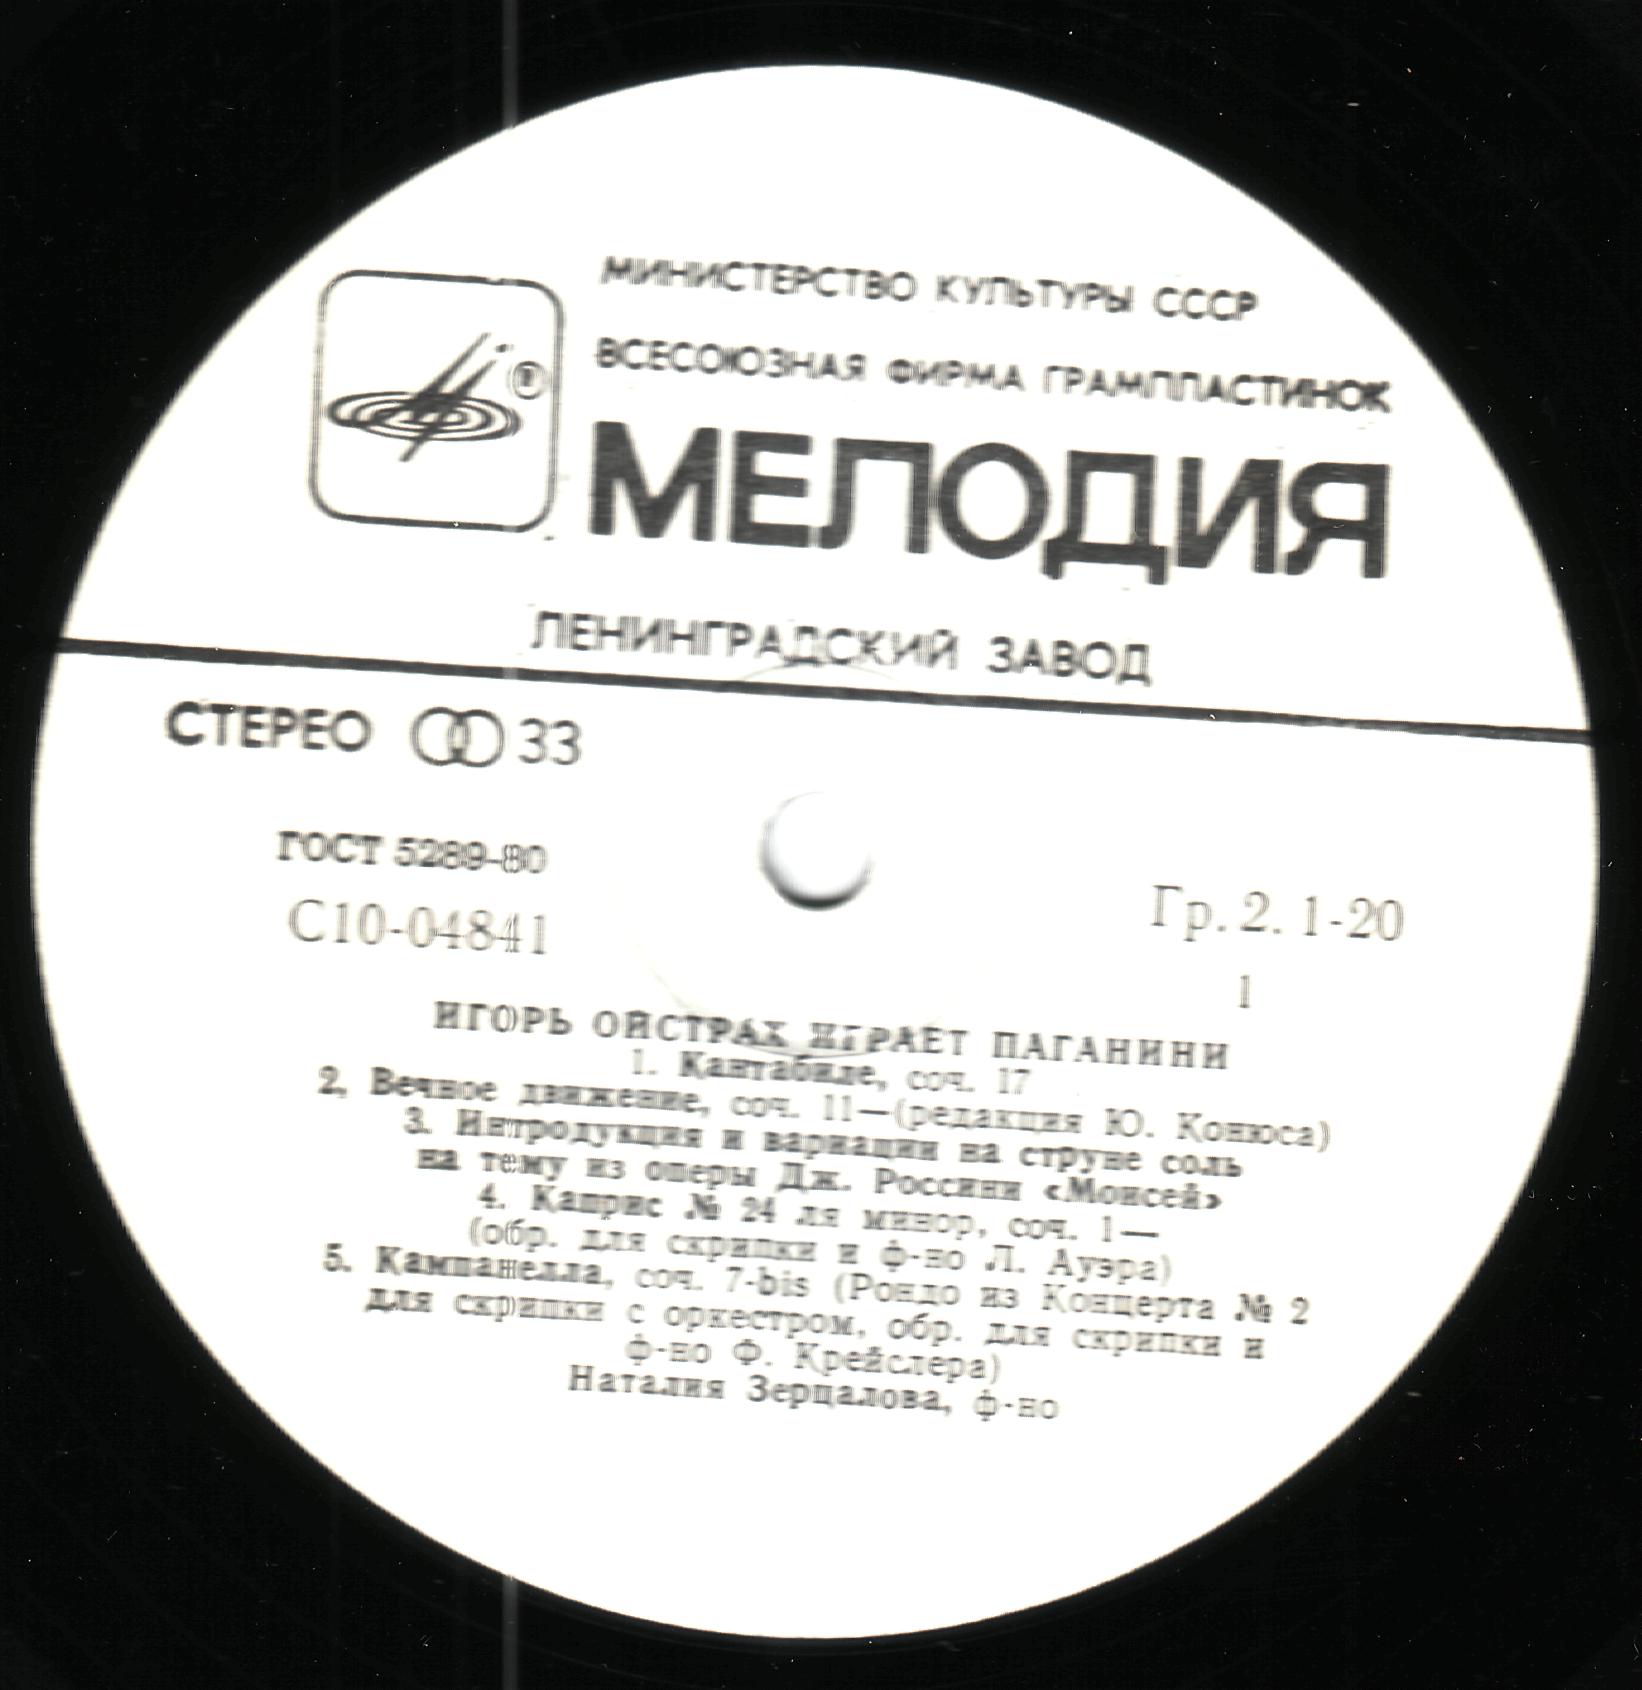 МИНИСТЕРСТВО КУЛЬТУРЫ СССР
ВСЕСОЮЗНАЯ ФИРМА ГРАМПЛАСТИНОК
®
МЕЛОДИЯ
ЛЕНИНГРАДСКИЙ ЗАВОД
СТЕРЕО 33
ГОСТ 5289-80
С10-04841
Гр. 2. 1-20
1
ИГОРЬ ОЙСТРАХ ИГРАЕТ ПАГАНИНИ
1. Кантабиле, соч. 17
2. Вечное движение, соч. 11—(редакция Ю. Конюса)
3. Интродукция и вариации на струне соль
на тему из оперы Дж. Россини «Моисей»
4. Каприс № 24 ля минор, соч. 1—
(обр. для скрипки и ф-но Л. Ауэра)
5. Кампанелла, соч. 7-bis (Рондо из Концерта № 2
для скрипки с оркестром, обр. для скрипки и
ф-но Ф. Крейслера)
Наталия Зерцалова, ф-но